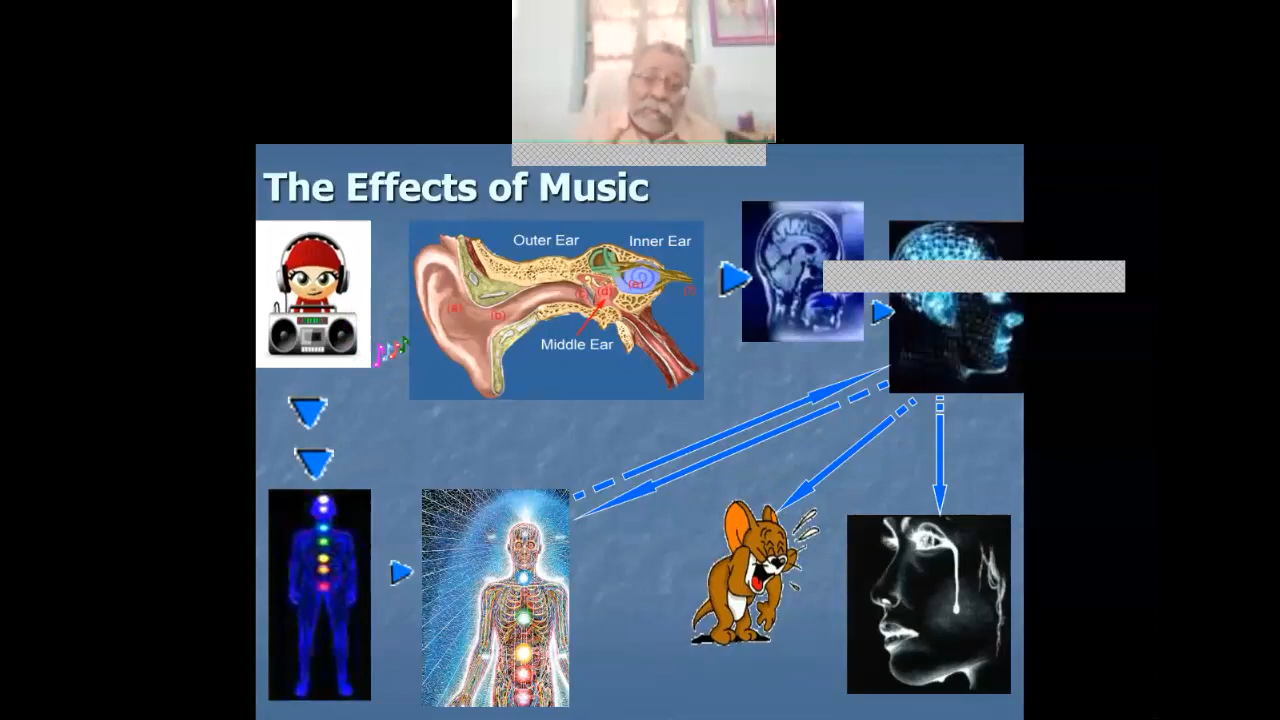 The Effects of Music
Outer Ear
Inner Ear
(a)
(b)
(d)
(e)
Middle Ear